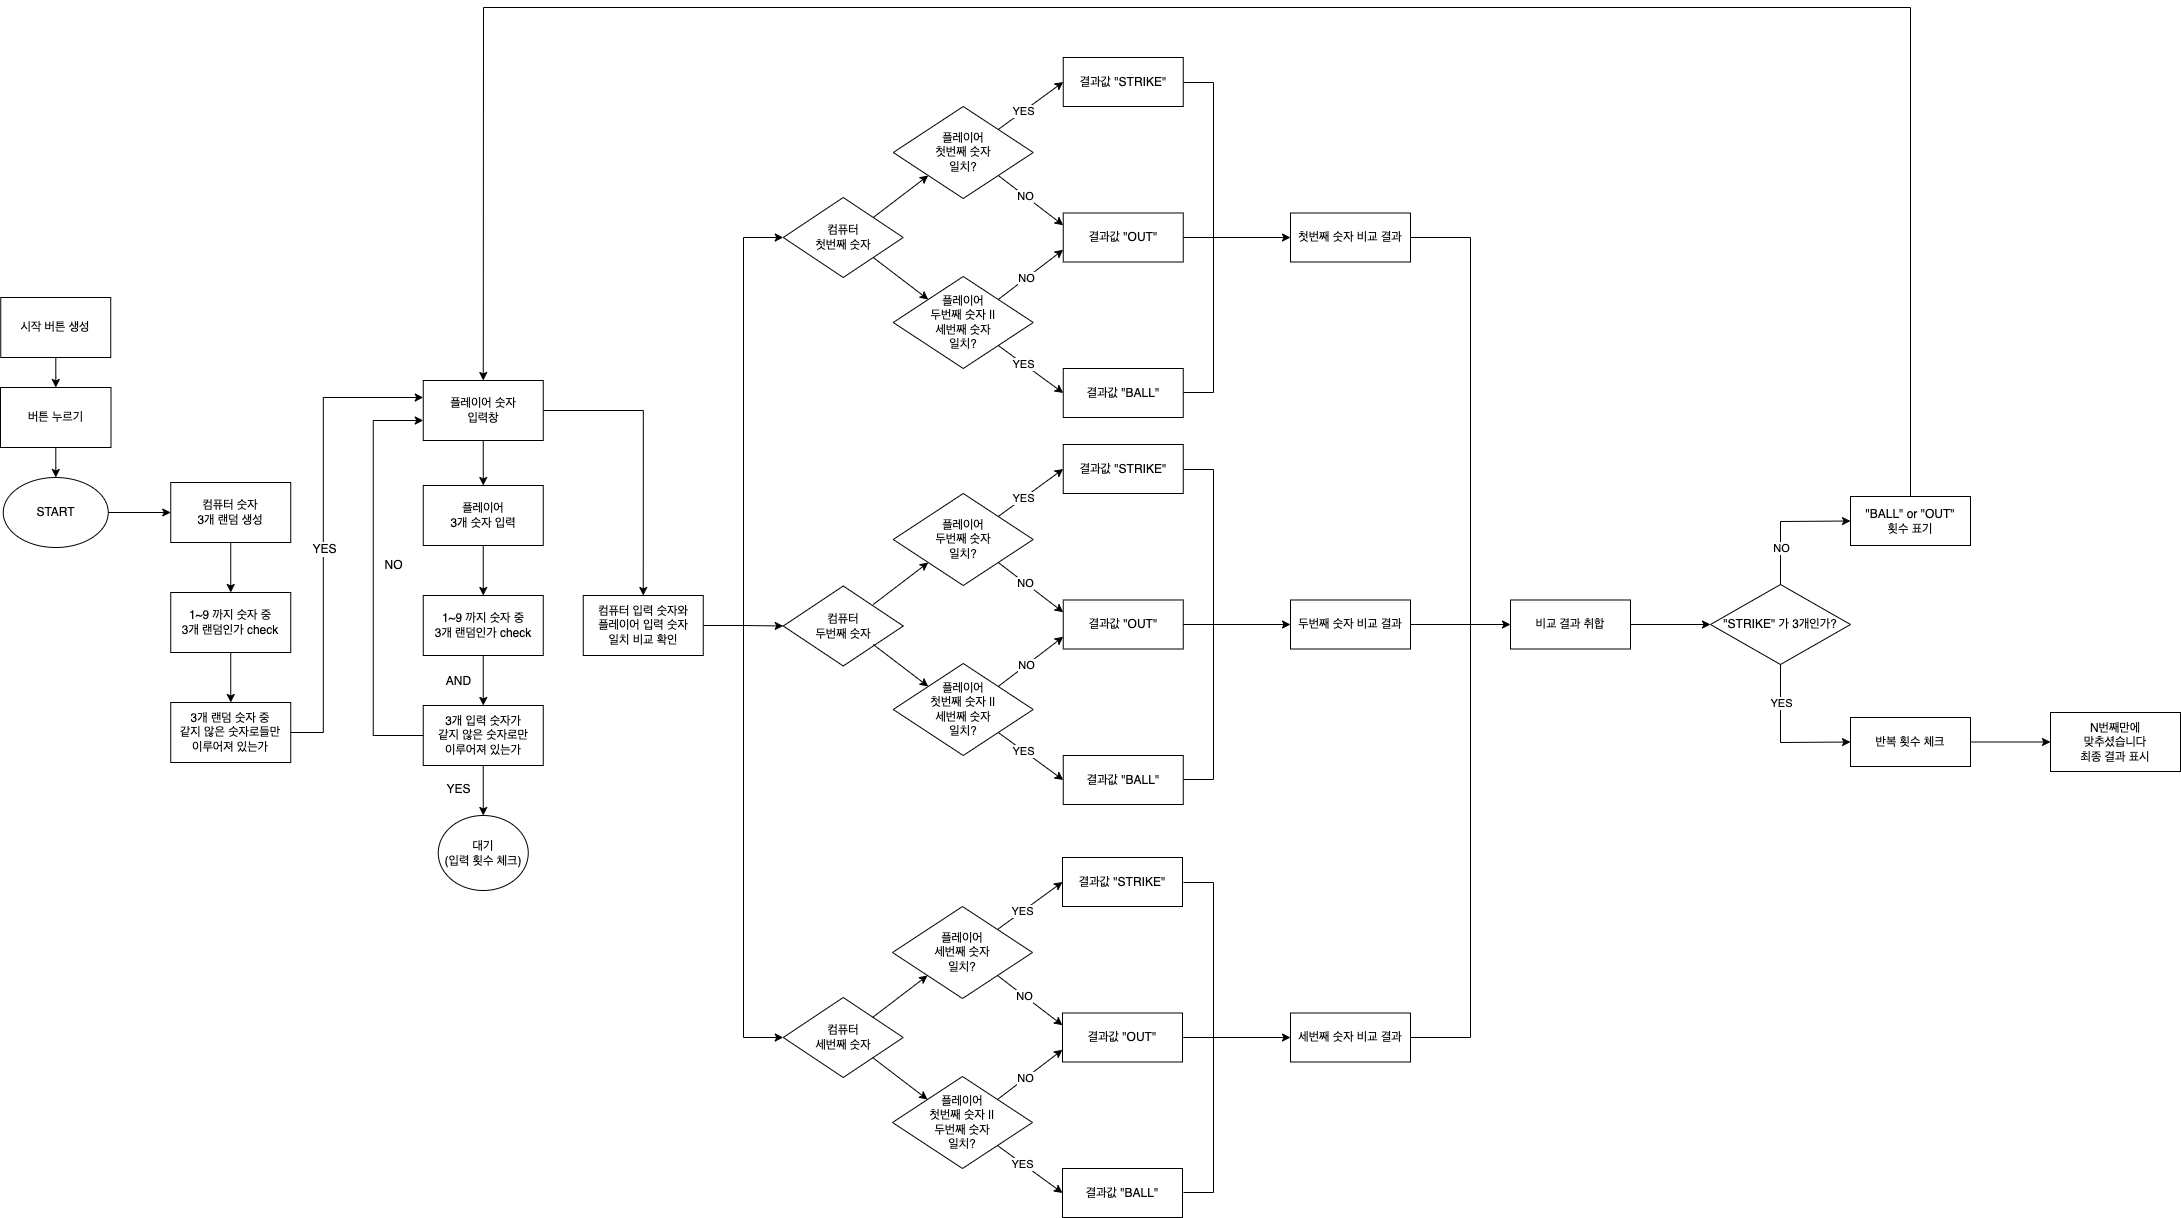 시작 버튼 생성
버튼 누르기
START
컴퓨터 숫자
3개 랜덤 생성
1~9 까지 숫자 중
3개 랜덤인가 check
3개 랜덤 숫자 중
같지 않은 숫자로들만
이루어져 있는가
YES
플레이어 숫자
입력창
플레이어
3개 숫자 입력
NO
1~9 까지 숫자 중
3개 랜덤인가 check
AND
3개 입력 숫자가
같지 않은 숫자로만
이루어져 있는가
YES
대기
(입력 횟수 체크)
컴퓨터 입력 숫자와
플레이어 입력 숫자
일치 비교 확인
컴퓨터
첫번째 숫자
플레이어
첫번째 숫자
일치?
YES
NO
플레이어
두번째 숫자 II
세번째 숫자
일치?
NO
YES
결과값 "STRIKE"
결과값 "OUT"
결과값 "BALL"
첫번째 숫자 비교 결과
컴퓨터
두번째 숫자
플레이어
두번째 숫자
일치?
YES
NO
플레이어
첫번째 숫자 II
세번째 숫자
일치?
NO
YES
결과값 "STRIKE"
결과값 "OUT"
결과값 "BALL"
두번째 숫자 비교 결과
컴퓨터
세번째 숫자
플레이어
세번째 숫자
일치?
YES
NO
플레이어
첫번째 숫자 II
두번째 숫자
일치?
NO
YES
결과값 "STRIKE"
결과값 "OUT"
결과값 "BALL"
세번째 숫자 비교 결과
비교 결과 취합
"STRIKE" 가 3개인가?
NO
"BALL" or "OUT"
횟수 표기
YES
반복 횟수 체크
N번째만에
맞추셨습니다
최종 결과 표시